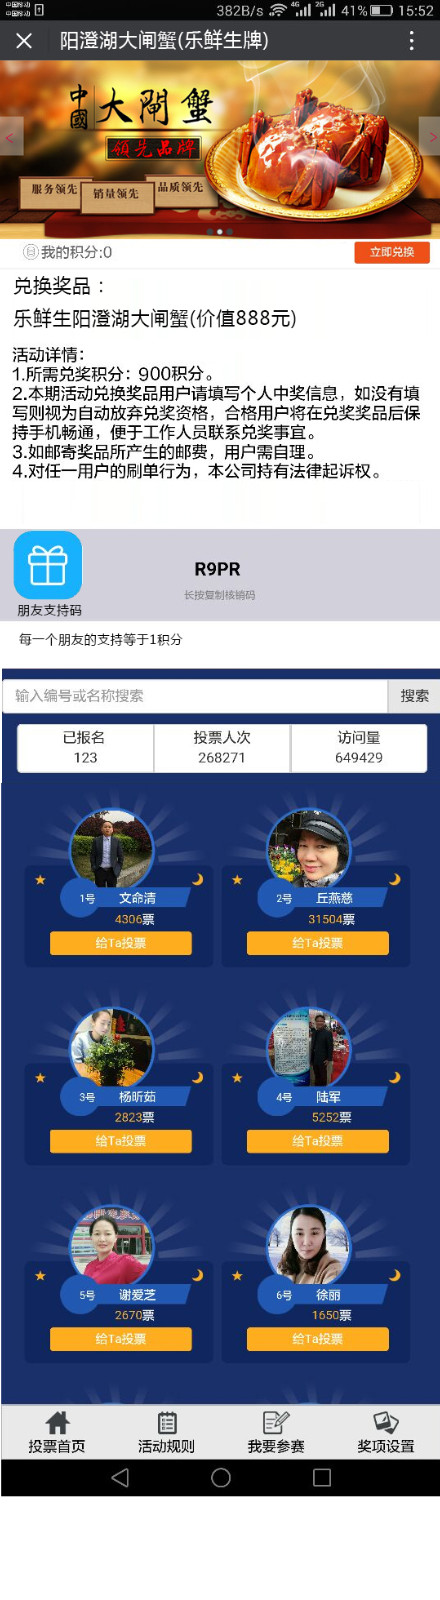 中国移动
中国移动
382B/s 4G 2G 41% 15:52
阳澄湖大闸蟹(乐鲜生牌)
中國大閘蟹
领先品牌
服务领先 销量领先 品质领先
我的积分:0 立即兑换
兑换奖品：
乐鲜生阳澄湖大闸蟹(价值888元)
活动详情：
1.所需兑奖积分：900积分。
2.本期活动兑换奖品用户请填写个人中奖信息，如没有填
写则视为自动放弃兑奖资格，合格用户将在兑奖奖品后保
持手机畅通，便于工作人员联系兑奖事宜。
3.如邮寄奖品所产生的邮费，用户需自理。
4.对任一用户的刷单行为，本公司持有法律起诉权。
R9PR
长按复制核销码
朋友支持码
每一个朋友的支持等于1积分
输入编号或名称搜索 搜索
已报名 投票人次 访问量
123 268271 649429
1号 文命清 2号 丘燕慈
4306票 31504票
给Ta投票 给Ta投票
3号 杨昕茹 4号 陆军
2823票 5252票
给Ta投票 给Ta投票
5号 谢爱芝 6号 徐丽
2670票 1650票
给Ta投票 给Ta投票
投票首页 活动规则 我要参赛 奖项设置